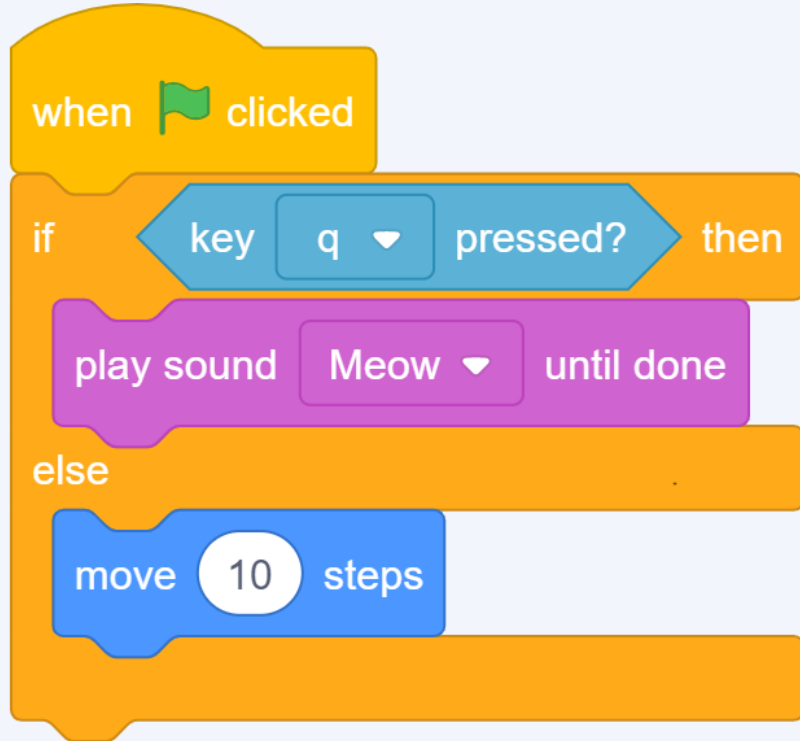 when clicked
if key q pressed? then
play sound Meow until done
else
move 10 steps